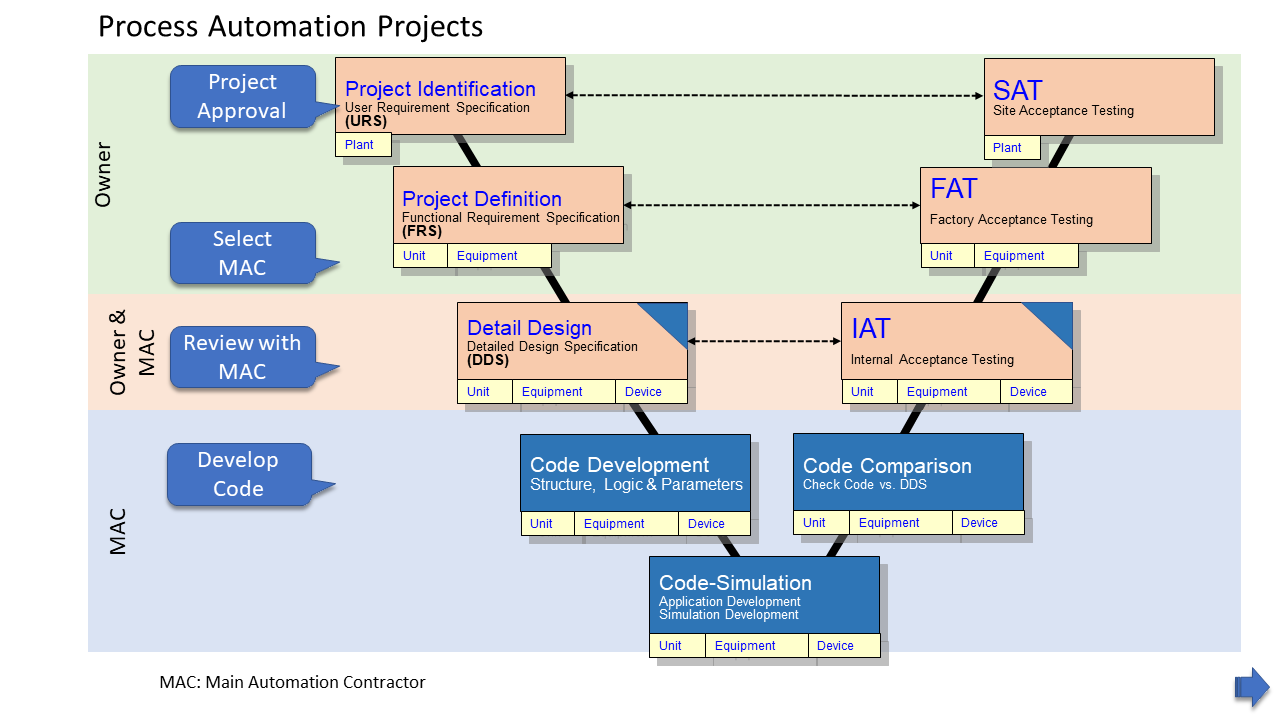 Process Automation Projects
Owner
Project
Approval
Project Identification
User Requirement Specification
(URS)
Plant
SAT
Site Acceptance Testing
Plant
Project Definition
Functional Requirement Specification
(FRS)
Unit Equipment
FAT
Factory Acceptance Testing
Unit Equipment
Select
MAC
Owner &
MAC
Review with
MAC
Detail Design
Detailed Design Specification
(DDS)
Unit Equipment Device
IAT
Internal Acceptance Testing
Unit Equipment Device
MAC
Develop
Code
Code Development
Structure, Logic & Parameters
Unit Equipment Device
Code Comparison
Check Code vs. DDS
Unit Equipment Device
Code-Simulation
Application Development
Simulation Development
Unit Equipment Device
MAC: Main Automation Contractor